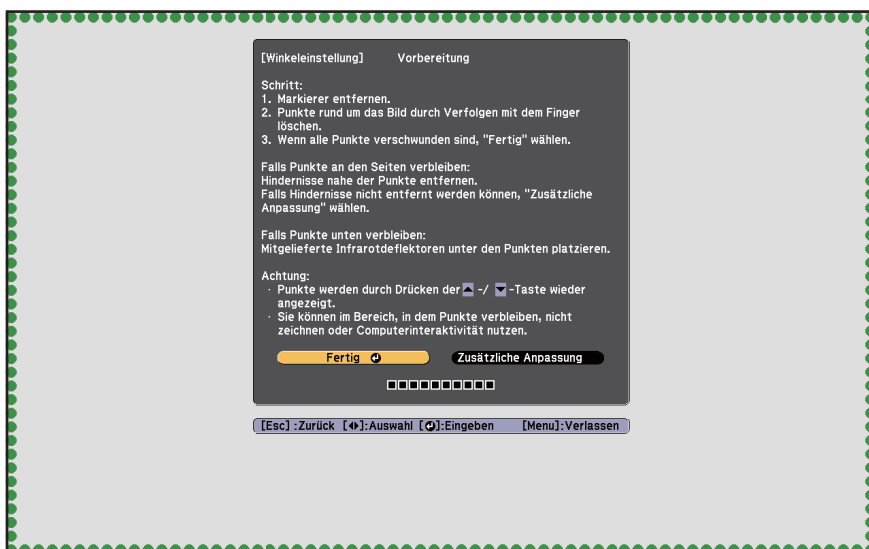 [Winkeleinstellung] Vorbereitung
Schritt:
1. Markierer entfernen.
2. Punkte rund um das Bild durch Verfolgen mit dem Finger
löschen.
3. Wenn alle Punkte verschwunden sind, "Fertig" wählen.
Falls Punkte an den Seiten verbleiben:
Hindernisse nahe der Punkte entfernen.
Falls Hindernisse nicht entfernt werden können, "Zusätzliche
Anpassung" wählen.
Falls Punkte unten verbleiben:
Mitgelieferte Infrarotdeflektoren unter den Punkten platzieren.
Achtung:
· Punkte werden durch Drücken der ▲ -/ ▼ -Taste wieder
angezeigt.
· Sie können im Bereich, in dem Punkte verbleiben, nicht
zeichnen oder Computerinteraktivität nutzen.
Fertig Zusätzliche Anpassung
[Esc] :Zurück [◆]:Auswahl [↵]:Eingeben [Menu]:Verlassen